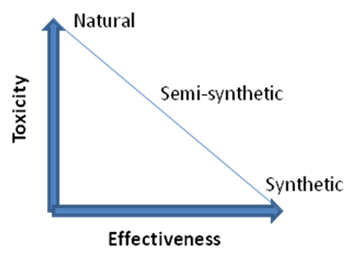 Natural
Toxicity
Semi-synthetic
Synthetic
Effectiveness